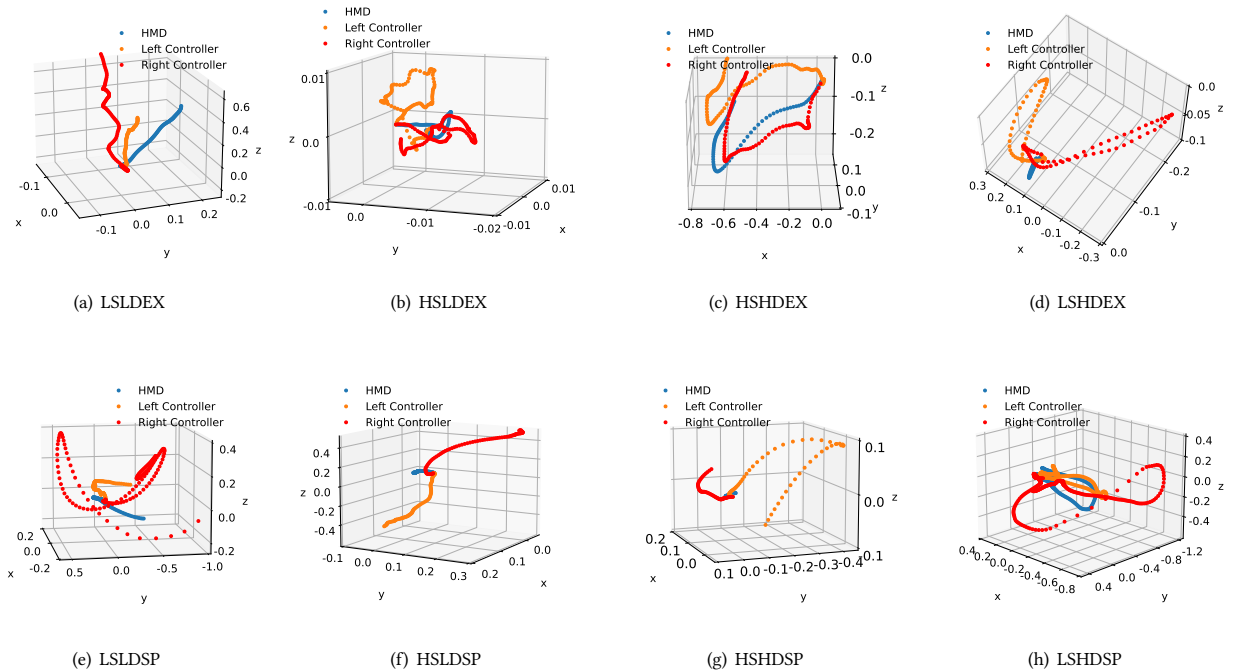 HMD
Left Controller
Right Controller
0.6
0.4
0.2
0.0
-0.2
z
-0.1
0.0
x
-0.1
0.0
0.1
0.2
y
(a) LSLDEX
HMD
Left Controller
Right Controller
0.01
z
0.0
-0.01
0.0
-0.01
-0.02
y
-0.01
0.0
0.01
x
(b) HSLDEX
HMD
Left Controller
Right Controller
0.0
z
-0.1
-0.2
0.1
0.0
-0.1
y
-0.8
-0.6
-0.4
-0.2
0.0
x
(c) HSHDEX
HMD
Left Controller
Right Controller
0.0
z
-0.05
-0.1
-0.2
-0.1
0.0
y
0.3
0.2
0.1
0.0
-0.1
-0.2
-0.3
x
(d) LSHDEX
HMD
Left Controller
Right Controller
0.4
0.2
z
0.0
-0.2
0.2
0.0
-0.2
x
0.5
0.0
-0.5
-1.0
y
(e) LSLDSP
HMD
Left Controller
Right Controller
0.4
0.2
z
0.0
-0.2
-0.4
-0.1
0.0
0.1
0.2
0.3
y
0.2
0.1
0.0
x
(f) HSLDSP
HMD
Left Controller
Right Controller
0.1
0.0
z
-0.1
0.2
0.1
0.0
x
0.1
0.0
-0.1
-0.2
-0.3
-0.4
y
(g) HSHDSP
HMD
Left Controller
Right Controller
0.4
0.2
0.0
z
-0.2
-0.4
0.4
0.2
0.0
-0.2
-0.4
-0.6
-0.8
x
0.4
0.0
-0.4
-0.8
-1.2
y
(h) LSHDSP